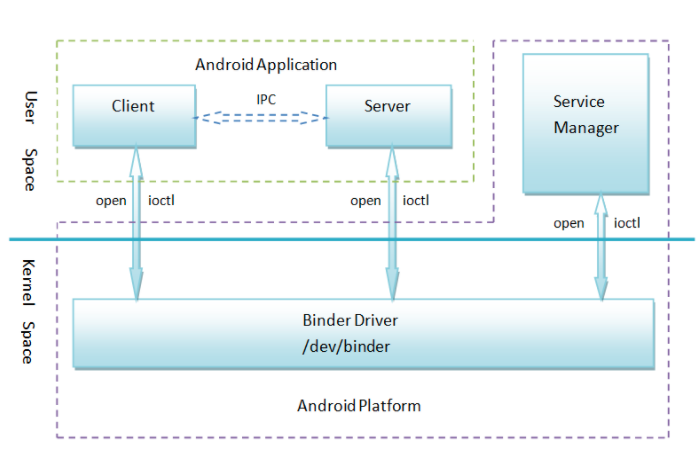 Android Application
Client
IPC
Server
Service
Manager
User Space
open ioctl
open ioctl
open ioctl
Kernel Space
Binder Driver
/dev/binder
Android Platform